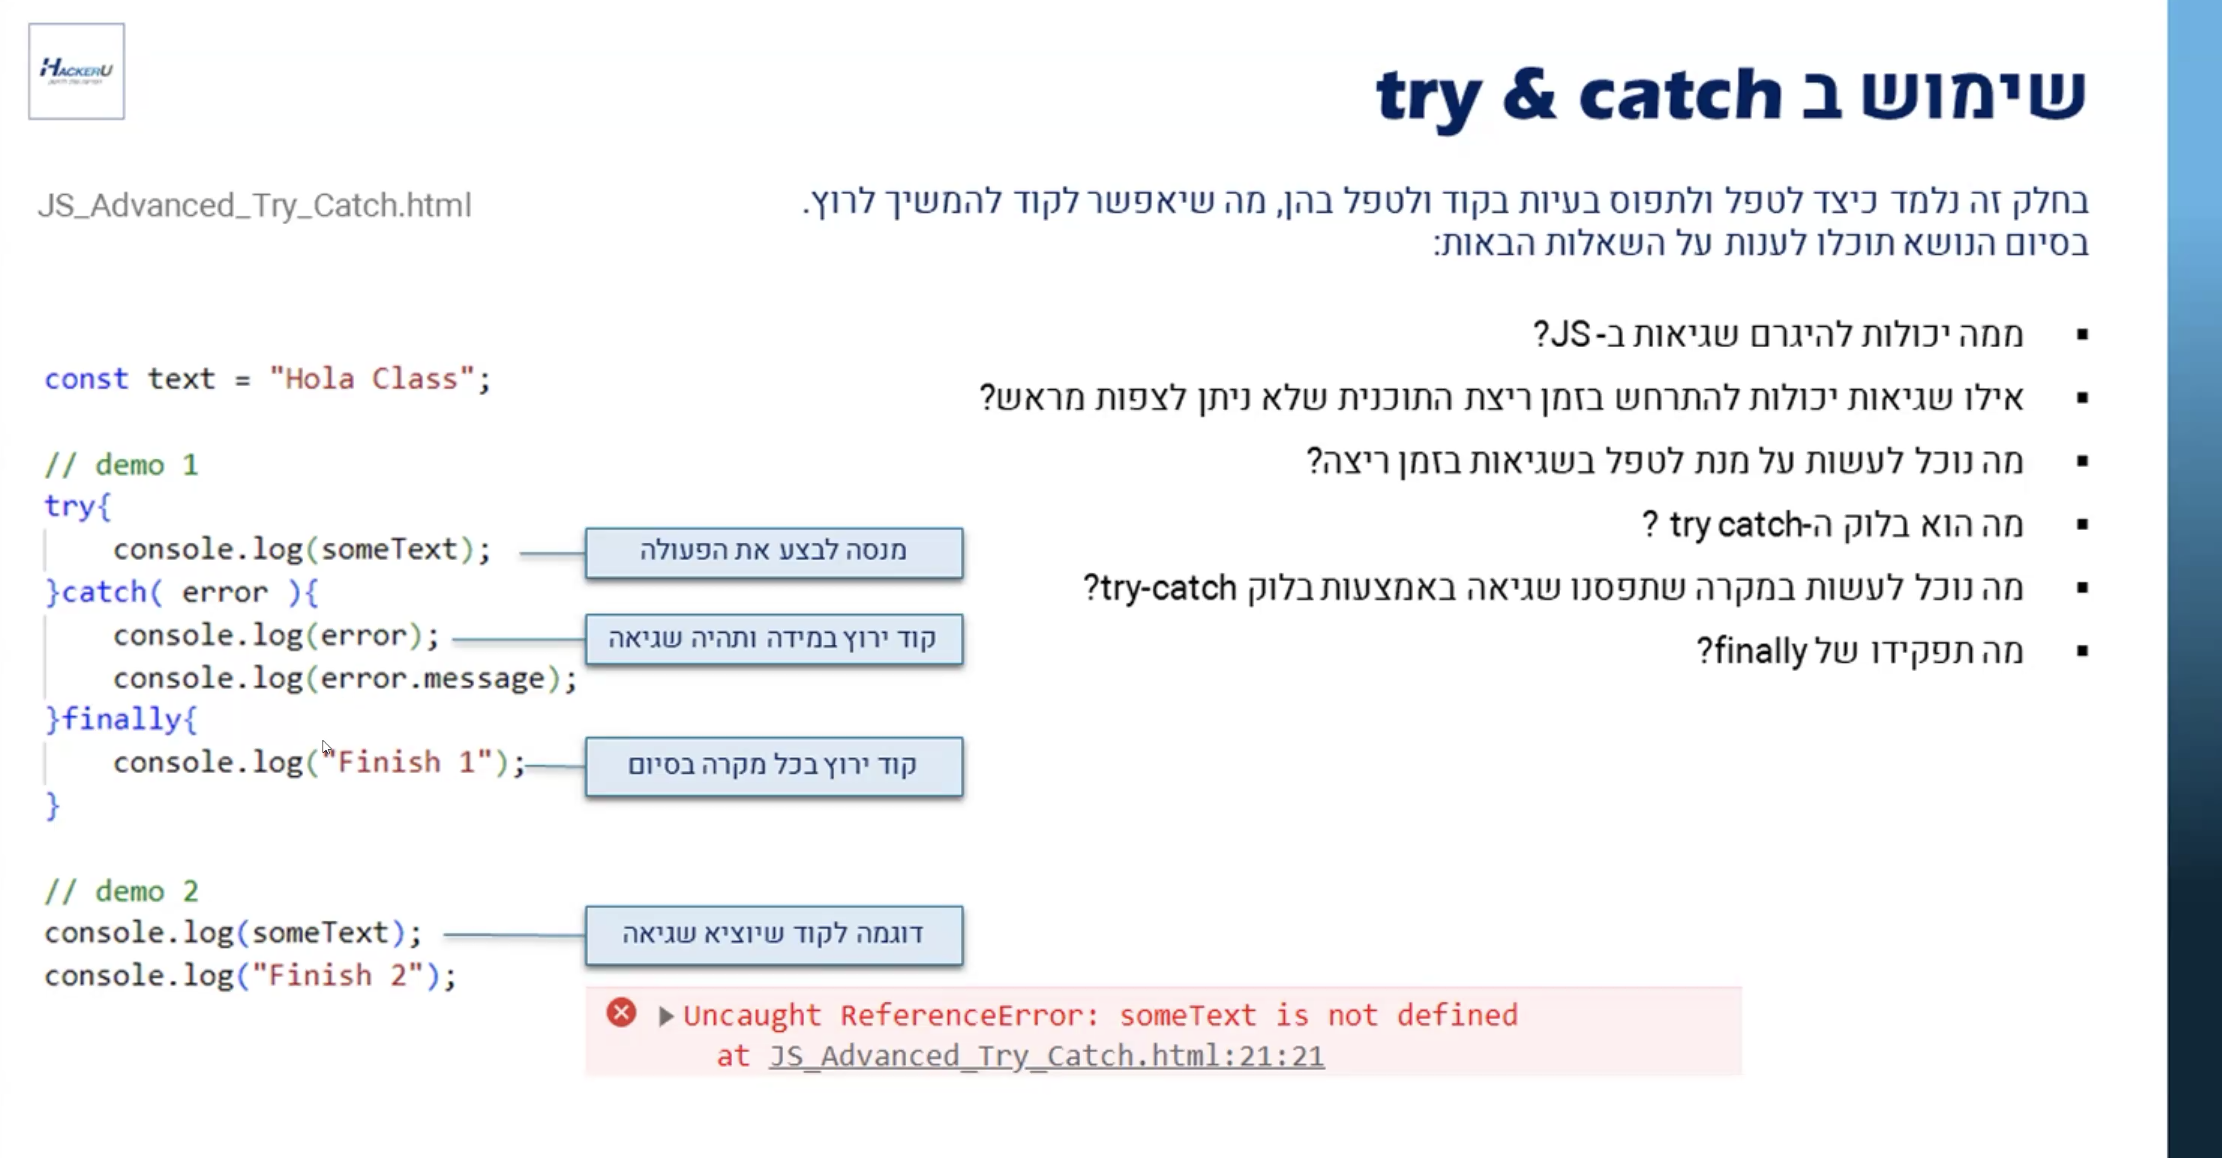 HACKERU
שימוש ב try & catch
JS_Advanced_Try_Catch.html
בחלק זה נלמד כיצד לטפל ולתפוס בעיות בקוד ולטפל בהן, מה שיאפשר לקוד להמשיך לרוץ.
בסיום הנושא תוכלו לענות על השאלות הבאות:
▪ ממה יכולות להיגרם שגיאות ב- JS?
▪ אילו שגיאות יכולות להתרחש בזמן ריצת התוכנית שלא ניתן לצפות מראש?
▪ מה נוכל לעשות על מנת לטפל בשגיאות בזמן ריצה?
▪ מה הוא בלוק ה-try catch ?
▪ מה נוכל לעשות במקרה שתפסנו שגיאה באמצעות בלוק try-catch?
▪ מה תפקידו של finally?
const text = "Hola Class";
// demo 1
try{
console.log(someText);
מנסה לבצע את הפעולה
}catch( error ){
console.log(error);
קוד ירוץ במידה ותהיה שגיאה
console.log(error.message);
}finally{
console.log("Finish 1");
קוד ירוץ בכל מקרה בסיום
}
// demo 2
console.log(someText);
דוגמה לקוד שיוציא שגיאה
console.log("Finish 2");
Uncaught ReferenceError: someText is not defined
at JS_Advanced_Try_Catch.html:21:21